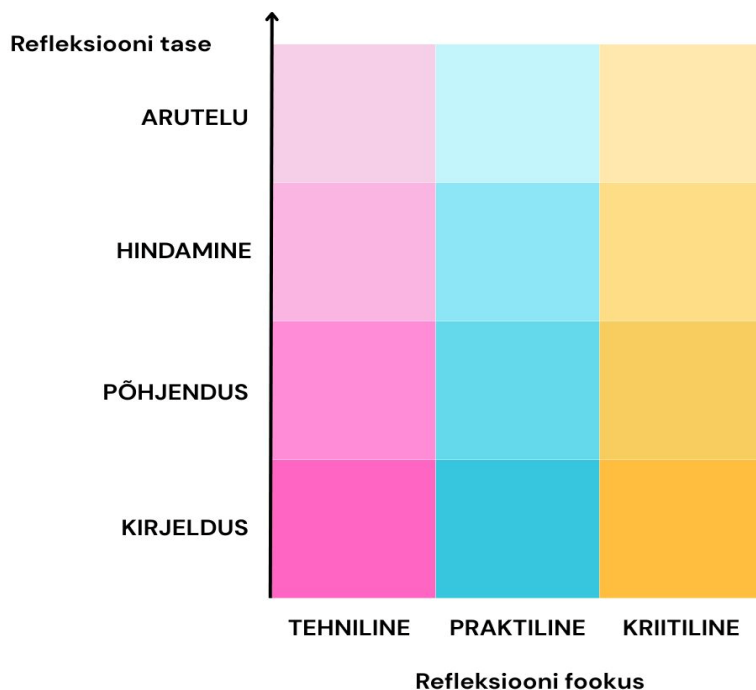 Refleksiooni tase
ARUTELU
HINDAMINE
PÕHJENDUS
KIRJELDUS
TEHNILINE PRAKTILINE KRIITILINE
Refleksiooni fookus